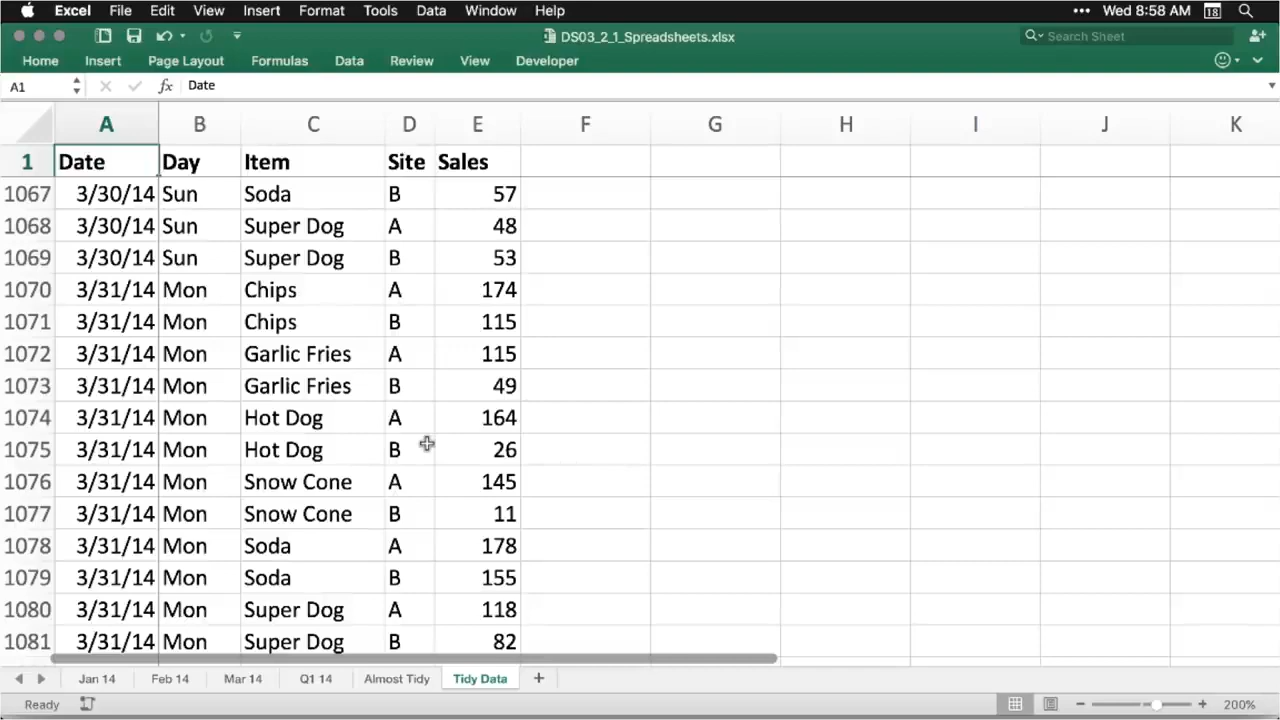 Excel File Edit View Insert Format Tools Data Window Help ••• Wed 8:58 AM 18
DS03_2_1_Spreadsheets.xlsx Search Sheet
Home Insert Page Layout Formulas Data Review View Developer
A1 fx Date
A B C D E F G H I J K
1 Date Day Item Site Sales
1067 3/30/14 Sun Soda B 57
1068 3/30/14 Sun Super Dog A 48
1069 3/30/14 Sun Super Dog B 53
1070 3/31/14 Mon Chips A 174
1071 3/31/14 Mon Chips B 115
1072 3/31/14 Mon Garlic Fries A 115
1073 3/31/14 Mon Garlic Fries B 49
1074 3/31/14 Mon Hot Dog A 164
1075 3/31/14 Mon Hot Dog B 26
1076 3/31/14 Mon Snow Cone A 145
1077 3/31/14 Mon Snow Cone B 11
1078 3/31/14 Mon Soda A 178
1079 3/31/14 Mon Soda B 155
1080 3/31/14 Mon Super Dog A 118
1081 3/31/14 Mon Super Dog B 82
Jan 14 Feb 14 Mar 14 Q1 14 Almost Tidy Tidy Data +
Ready − + 200%